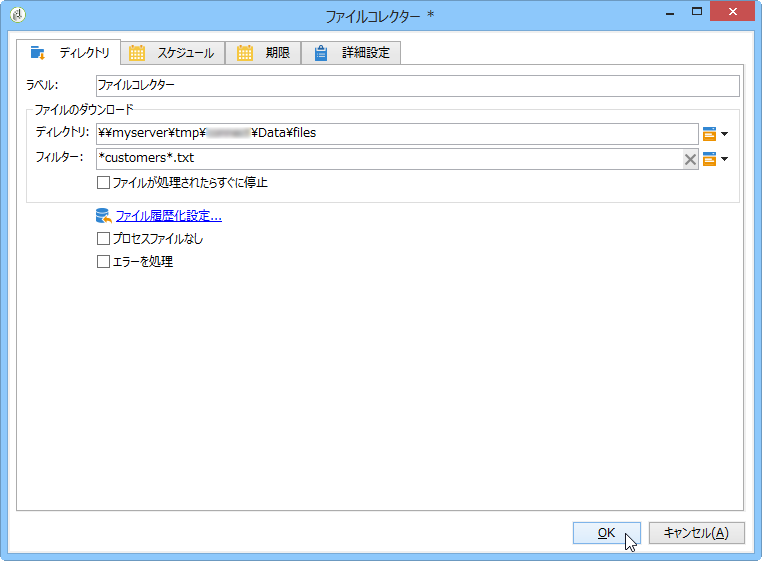 ファイルコレクター *
ディレクトリ スケジュール 期限 詳細設定
ラベル: ファイルコレクター
ファイルのダウンロード
ディレクトリ: ¥¥myserver¥tmp¥ ¥Data¥files
フィルター: *customers*.txt
ファイルが処理されたらすぐに停止
ファイル履歴化設定...
プロセスファイルなし
エラーを処理
OK キャンセル(A)